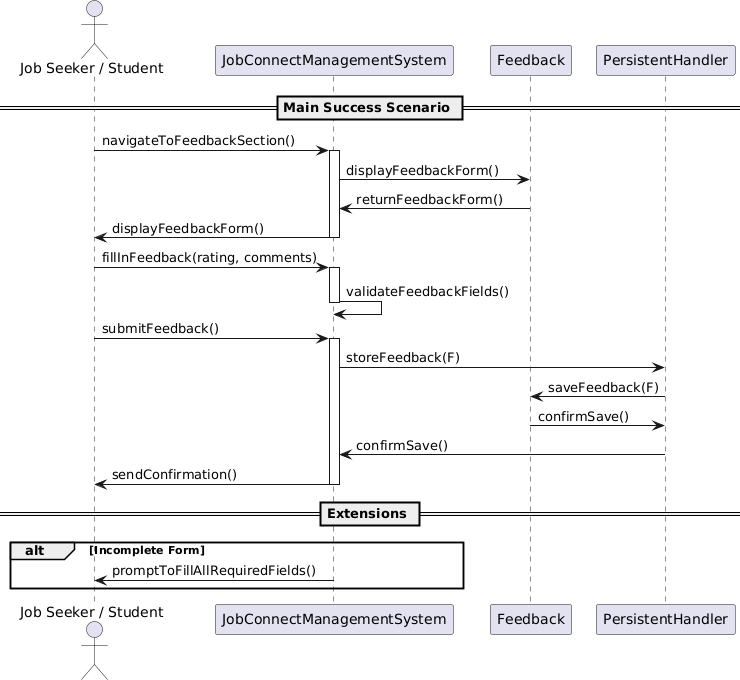 Job Seeker / Student
JobConnectManagementSystem
Feedback
PersistentHandler
Main Success Scenario
navigateToFeedbackSection()
displayFeedbackForm()
returnFeedbackForm()
displayFeedbackForm()
fillInFeedback(rating, comments)
validateFeedbackFields()
submitFeedback()
storeFeedback(F)
saveFeedback(F)
confirmSave()
confirmSave()
sendConfirmation()
Extensions
alt [Incomplete Form]
promptToFillAllRequiredFields()
Job Seeker / Student
JobConnectManagementSystem
Feedback
PersistentHandler